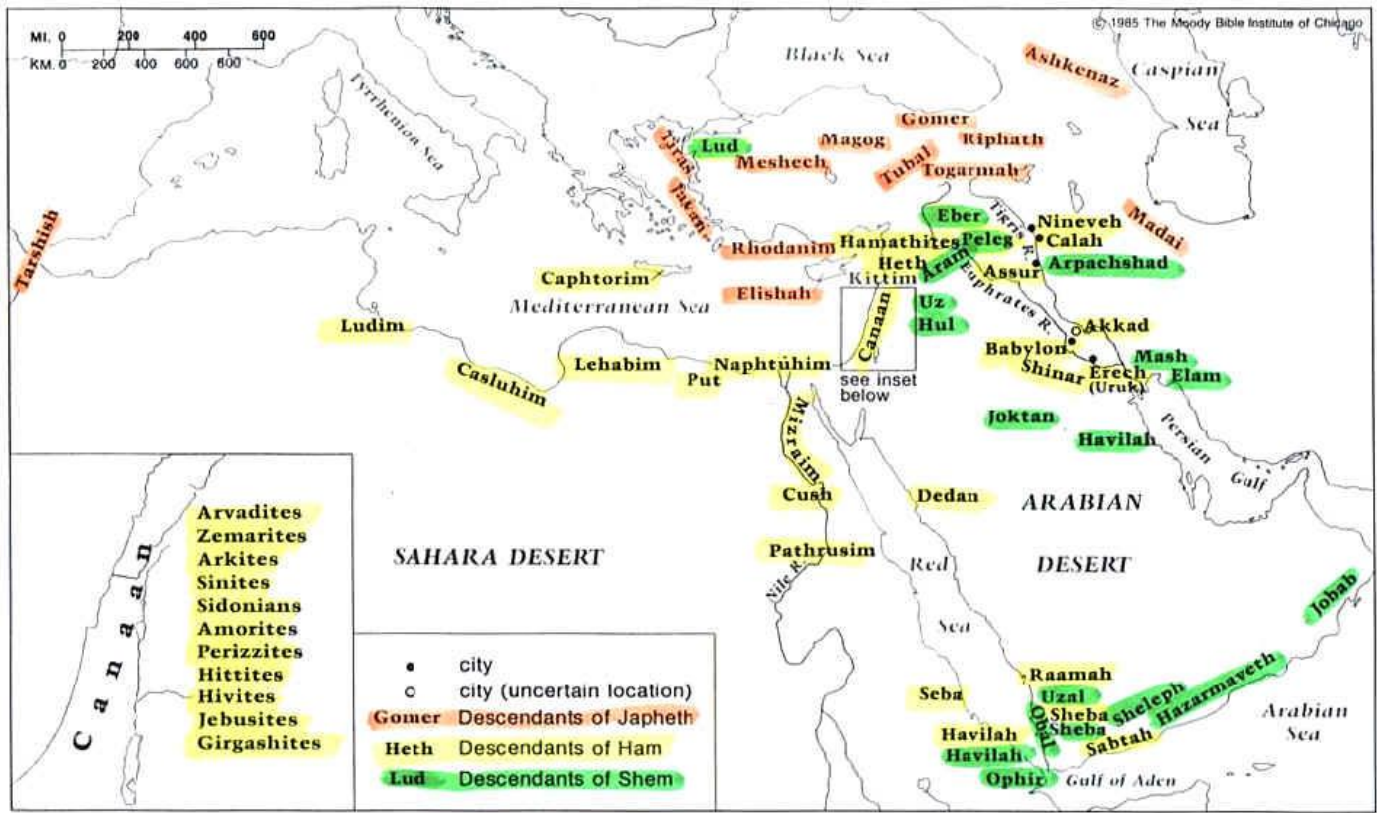 © 1985 The Moody Bible Institute of Chicago
MI. 0 200 400 600
KM. 0 200 400 600 800
Black Sea
Caspian
Sea
Ashkenaz
Tyrrhenion Sea
Gomer
Magog
Riphath
Tiras
Lud
Meshech
Tubal
Togarmah
Javan
Tarshish
Eber
Tigris R.
Nineveh
Madai
Rhodanim
Hamathites
Peleg
Calah
Heth
Aram
Assur
Arpachshad
Caphtorim
Kittim
Euphrates R.
Mediterranean Sea
Elishah
Uz
Hul
Ludim
Canaan
Akkad
Babylon
Casluhim
Lehabim
Put
Naphtuhim
see inset
below
Shinar
Erech
(Uruk)
Mash
Elam
Mizraim
Joktan
Havilah
Persian
Gulf
Cush
Dedan
ARABIAN
DESERT
SAHARA DESERT
Pathrusim
Nile R.
Red
Sea
Jobab
Raamah
Seba
Uzal
Sheba
Sheba
Obal
Sheleph
Hazarmaveth
Havilah
Havilah
Sabtah
Ophir
Gulf of Aden
Arabian
Sea
Canaan
Arvadites
Zemarites
Arkites
Sinites
Sidonians
Amorites
Perizzites
Hittites
Hivites
Jebusites
Girgashites
city
city (uncertain location)
Gomer Descendants of Japheth
Heth Descendants of Ham
Lud Descendants of Shem